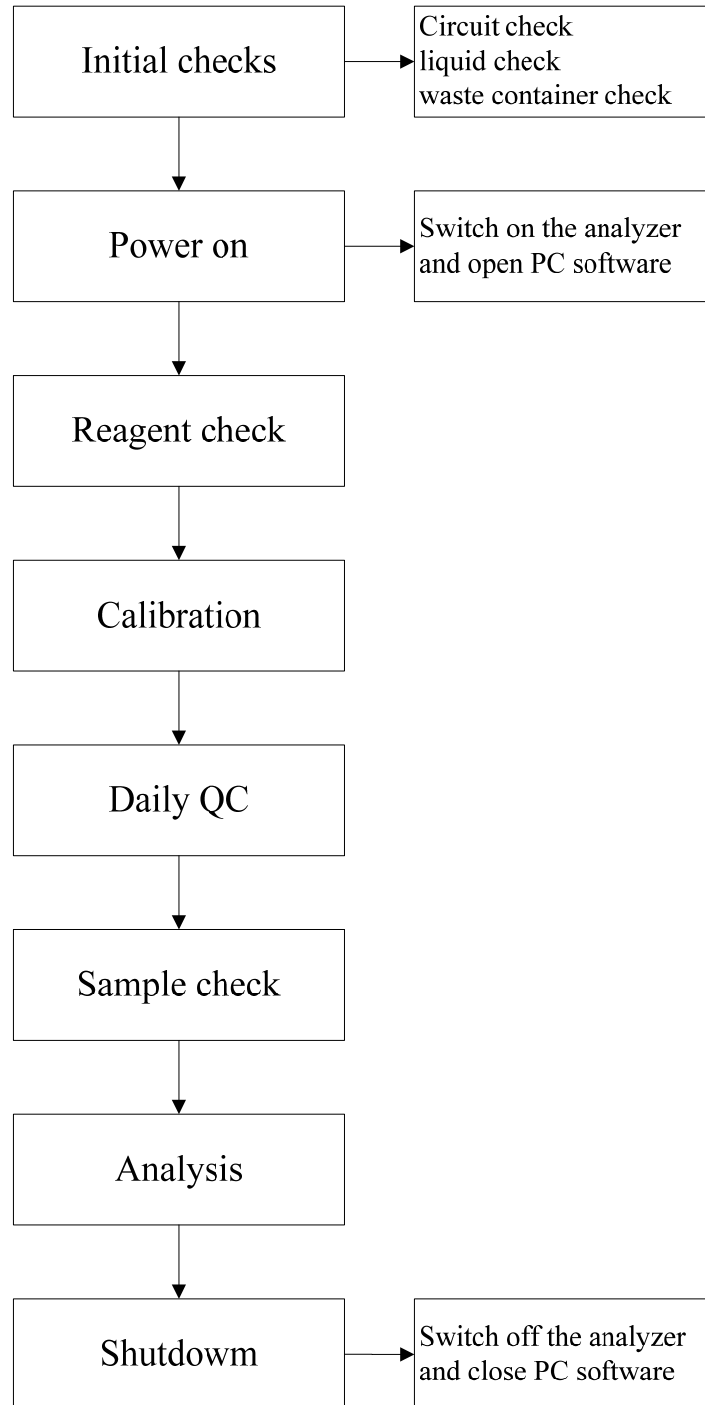 Initial checks
Circuit check
liquid check
waste container check
Power on
Switch on the analyzer
and open PC software
Reagent check
Calibration
Daily QC
Sample check
Analysis
Shutdowm
Switch off the analyzer
and close PC software